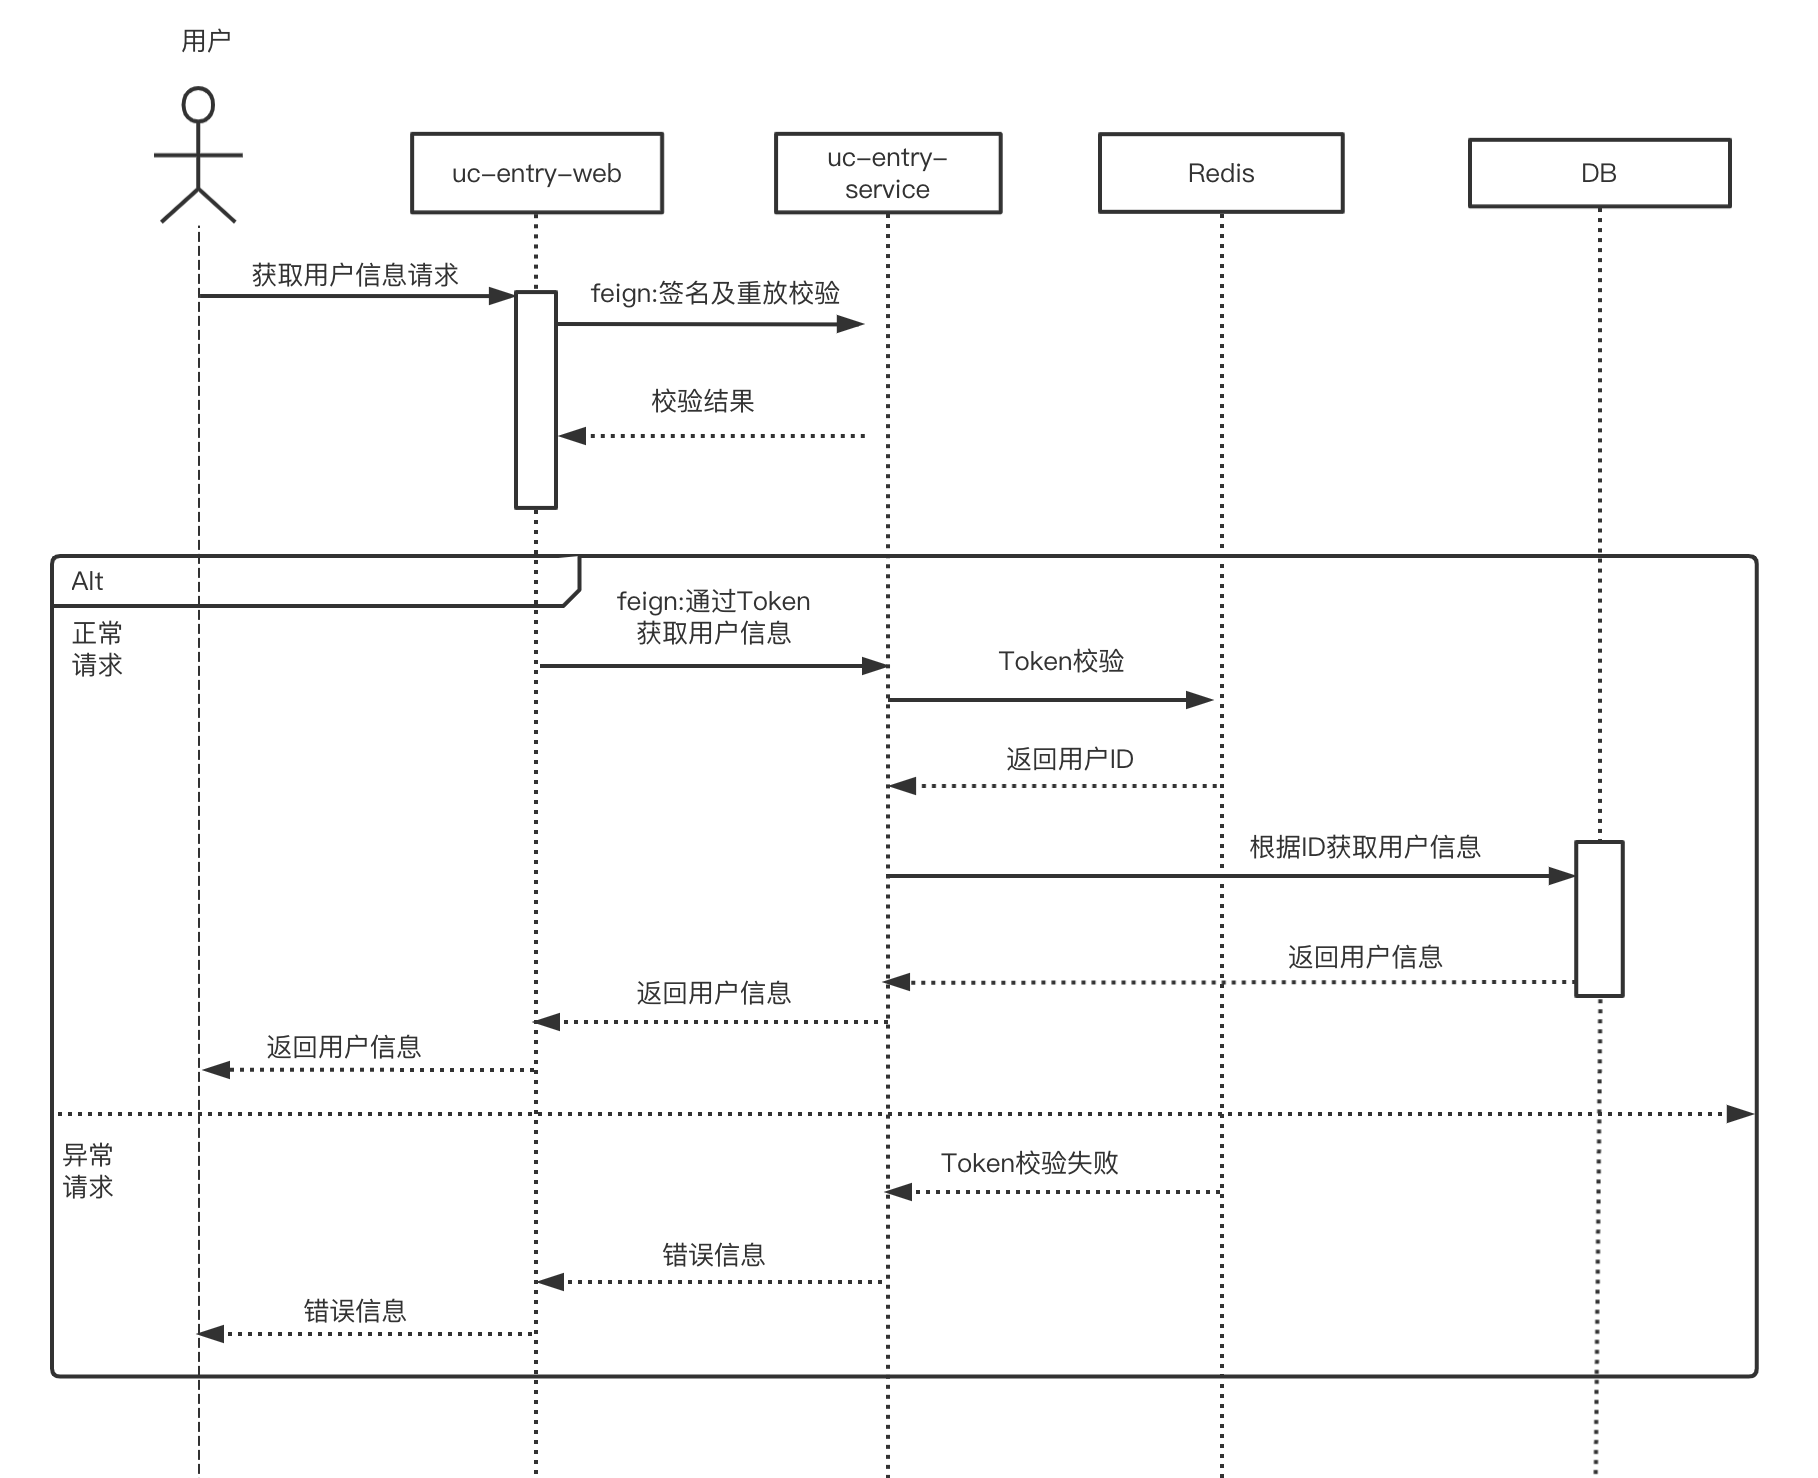 用户
uc-entry-web
uc-entry-
service
Redis
DB
获取用户信息请求
feign:签名及重放校验
校验结果
Alt
正常
请求
feign:通过Token
获取用户信息
Token校验
返回用户ID
根据ID获取用户信息
返回用户信息
返回用户信息
返回用户信息
异常
请求
Token校验失败
错误信息
错误信息